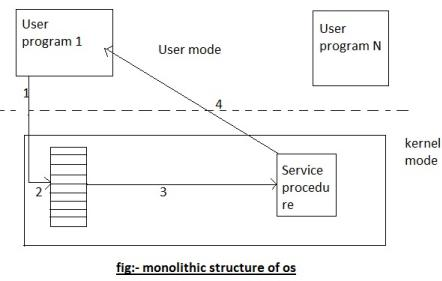 User
program 1
User
program N
User mode
1
4
kernel
mode
2
3
Service
procedu
re
fig:- monolithic structure of os